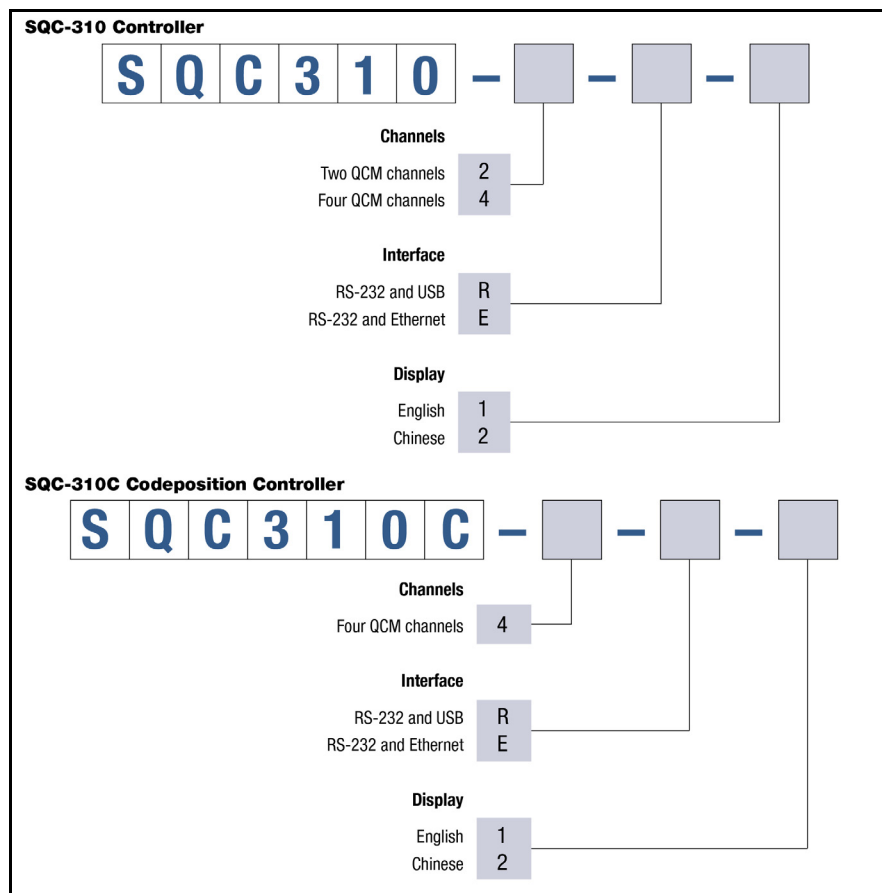 SQC-310 Controller
S Q C 3 1 0 – – –
Channels
Two QCM channels 2
Four QCM channels 4
Interface
RS-232 and USB R
RS-232 and Ethernet E
Display
English 1
Chinese 2
SQC-310C Codeposition Controller
S Q C 3 1 0 C – – –
Channels
Four QCM channels 4
Interface
RS-232 and USB R
RS-232 and Ethernet E
Display
English 1
Chinese 2